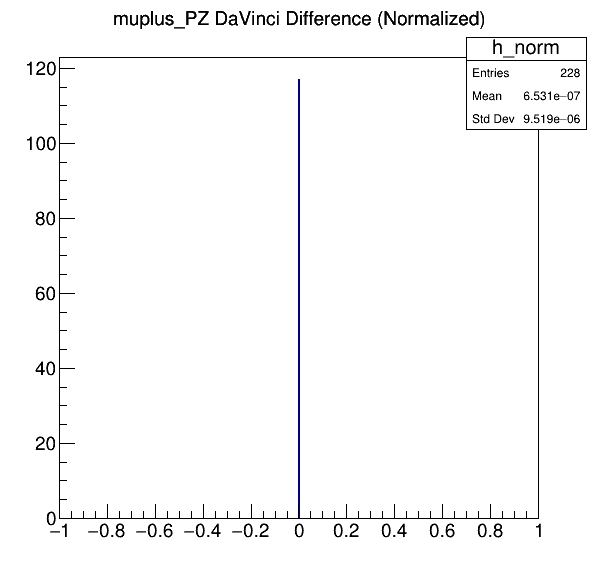 muplus_PZ DaVinci Difference (Normalized)
h_norm
Entries 228
Mean 6.531e−07
Std Dev 9.519e−06
120
100
80
60
40
20
0
−1 −0.8 −0.6 −0.4 −0.2 0 0.2 0.4 0.6 0.8 1